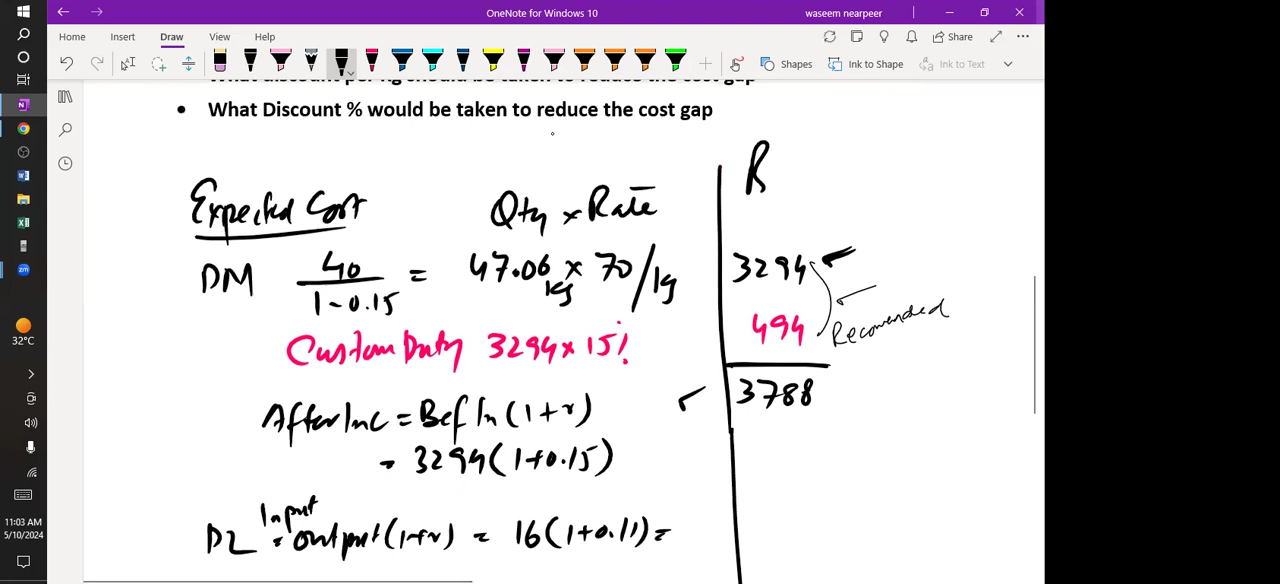 OneNote for Windows 10
waseem nearpeer
Home Insert Draw View Help
Share
Shapes Ink to Shape Ink to Text
What Discount % would be taken to reduce the cost gap
R
Expected Cost Qty x Rate
DM 40 / 1-0.15 = 47.06 kg x 70/kg 3294
Custom Duty 3294 x 15% 494
Recomended
3788
After Inc = Bef In (1+r)
= 3294 (1+0.15)
DL Input = output (1+r) = 16 (1+0.11) =
32°C
11:03 AM
5/10/2024